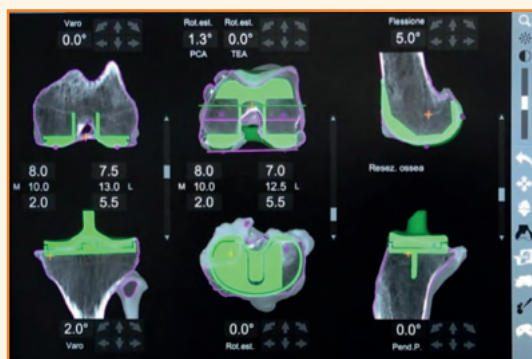 Varo
0.0°
Rot.est. Rot.est.
1.3° 0.0°
PCA TEA
Flessione
5.0°
8.0 7.5
M 10.0 13.0 L
2.0 5.5
8.0 7.0
M 10.0 12.5 L
2.0 5.5
Resez. ossea
2.0°
Varo
0.0°
Rot.est.
0.0°
Pend.P.